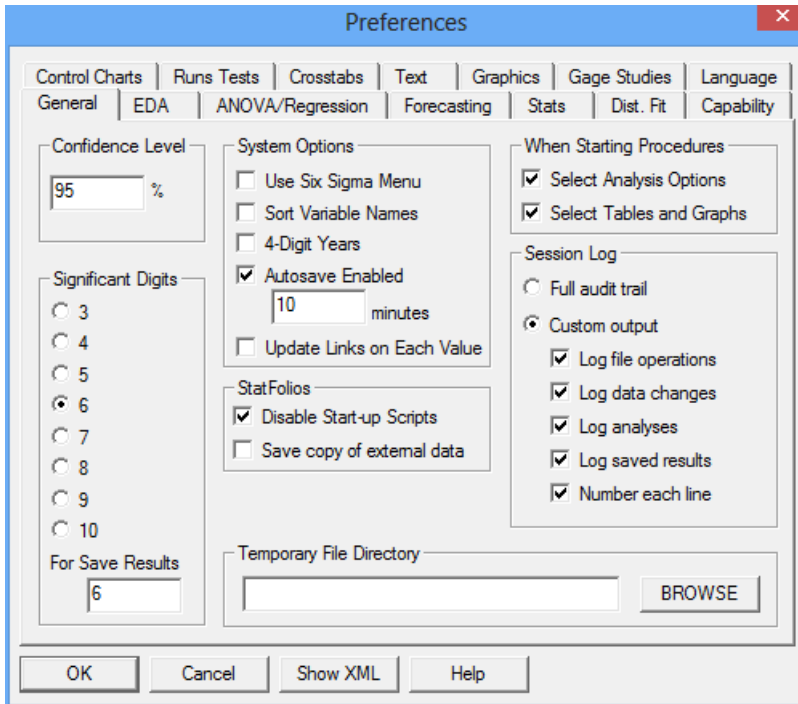 Preferences
Control Charts Runs Tests Crosstabs Text Graphics Gage Studies Language
General EDA ANOVA/Regression Forecasting Stats Dist. Fit Capability
Confidence Level
95 %
Significant Digits
3
4
5
6
7
8
9
10
For Save Results
6
System Options
Use Six Sigma Menu
Sort Variable Names
4-Digit Years
Autosave Enabled
10 minutes
Update Links on Each Value
StatFolios
Disable Start-up Scripts
Save copy of external data
When Starting Procedures
Select Analysis Options
Select Tables and Graphs
Session Log
Full audit trail
Custom output
Log file operations
Log data changes
Log analyses
Log saved results
Number each line
Temporary File Directory
BROWSE
OK Cancel Show XML Help